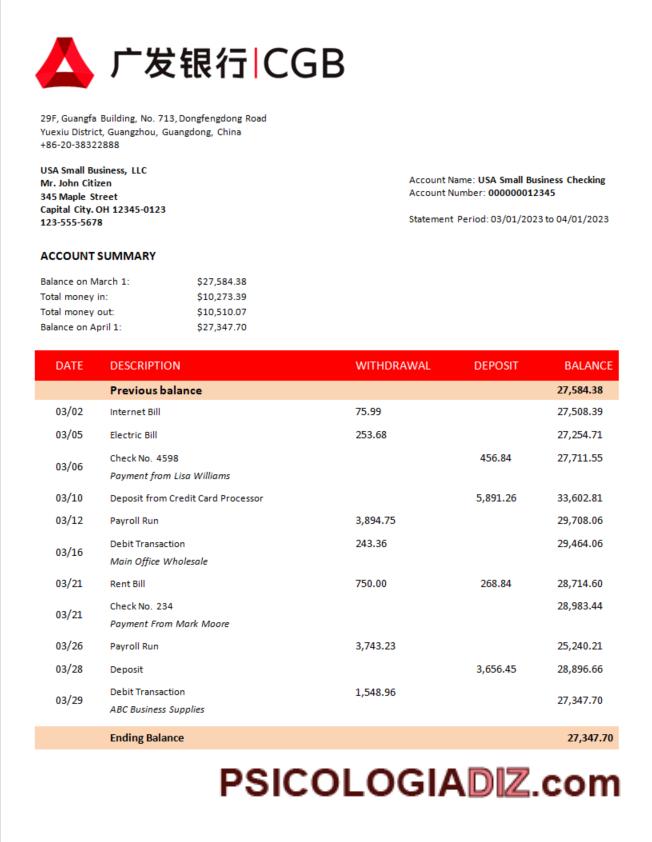 广发银行|CGB
29F, Guangfa Building, No. 713, Dongfengdong Road
Yuexiu District, Guangzhou, Guangdong, China
+86-20-38322888
USA Small Business, LLC
Mr. John Citizen
345 Maple Street
Capital City. OH 12345-0123
123-555-5678
Account Name: USA Small Business Checking
Account Number: 000000012345
Statement Period: 03/01/2023 to 04/01/2023
ACCOUNT SUMMARY
Balance on March 1: $27,584.38
Total money in: $10,273.39
Total money out: $10,510.07
Balance on April 1: $27,347.70
DATE DESCRIPTION WITHDRAWAL DEPOSIT BALANCE
Previous balance 27,584.38
03/02 Internet Bill 75.99 27,508.39
03/05 Electric Bill 253.68 27,254.71
03/06 Check No. 4598 456.84 27,711.55
Payment from Lisa Williams
03/10 Deposit from Credit Card Processor 5,891.26 33,602.81
03/12 Payroll Run 3,894.75 29,708.06
03/16 Debit Transaction 243.36 29,464.06
Main Office Wholesale
03/21 Rent Bill 750.00 268.84 28,714.60
03/21 Check No. 234 28,983.44
Payment From Mark Moore
03/26 Payroll Run 3,743.23 25,240.21
03/28 Deposit 3,656.45 28,896.66
03/29 Debit Transaction 1,548.96 27,347.70
ABC Business Supplies
Ending Balance 27,347.70
PSICOLOGIADIZ.com